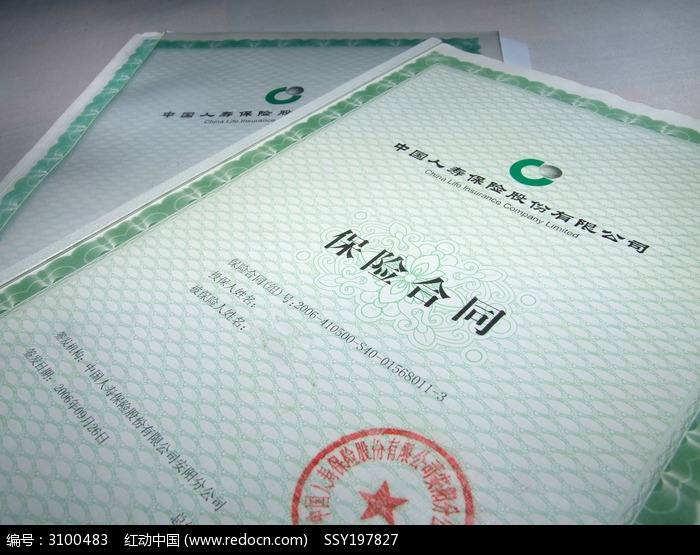 中国人寿保险股
China Life Insurance
中国人寿保险股份有限公司
China Life Insurance Company Limited
保险合同
保险合同(组)号:2006-410500-S40-01568011-3
投保人姓名:
被保险人姓名:
签发机构:中国人寿保险股份有限公司安阳分公司
签发日期: 2006年09月26日
中国人寿保险股份有限公司安阳分公司
编号:3100483 红动中国 (www.redocn.com) SSY197827